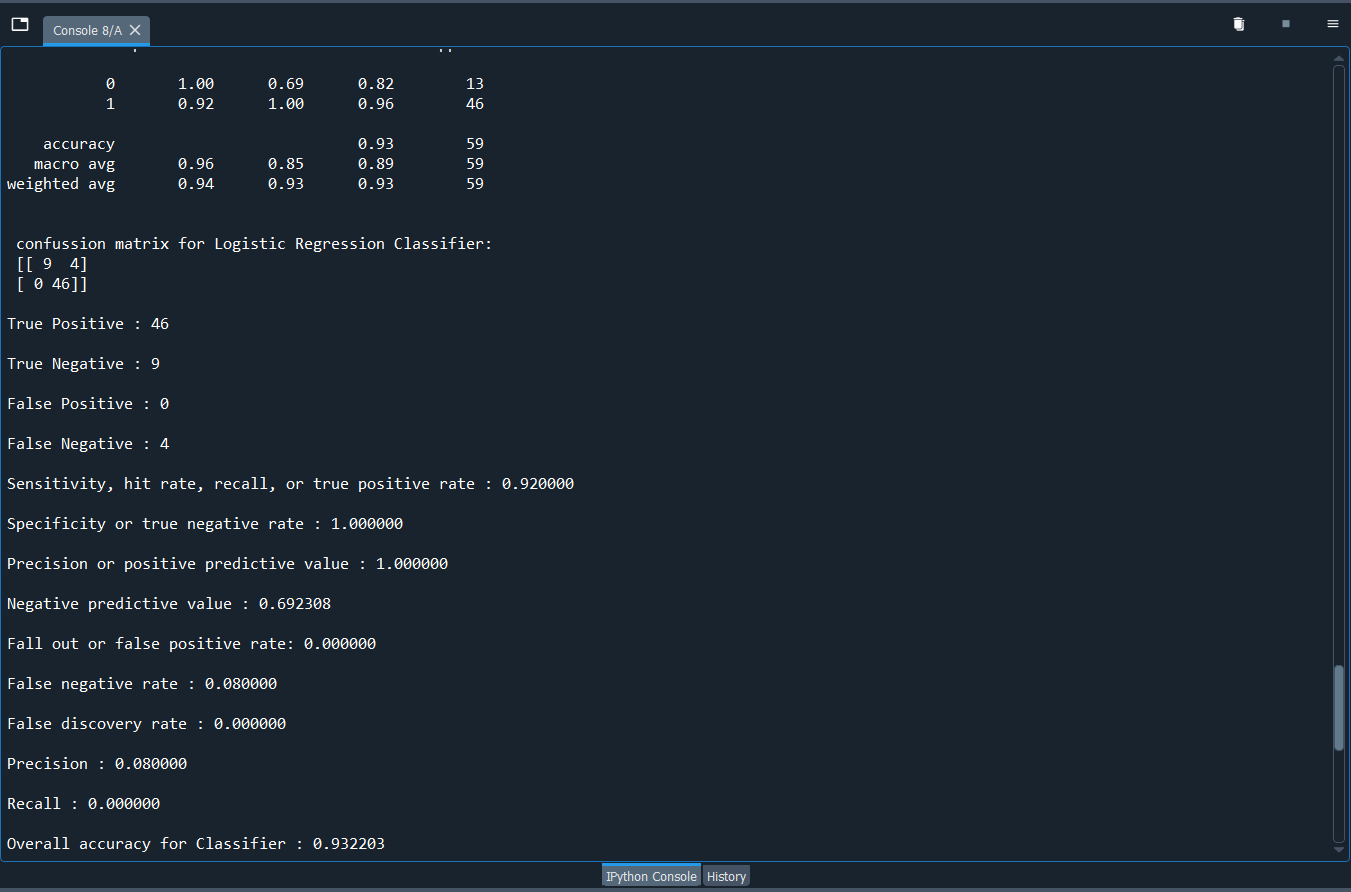 Console 8/A
0 1.00 0.69 0.82 13
1 0.92 1.00 0.96 46
accuracy 0.93 59
macro avg 0.96 0.85 0.89 59
weighted avg 0.94 0.93 0.93 59
confussion matrix for Logistic Regression Classifier:
[[ 9 4]
[ 0 46]]
True Positive : 46
True Negative : 9
False Positive : 0
False Negative : 4
Sensitivity, hit rate, recall, or true positive rate : 0.920000
Specificity or true negative rate : 1.000000
Precision or positive predictive value : 1.000000
Negative predictive value : 0.692308
Fall out or false positive rate: 0.000000
False negative rate : 0.080000
False discovery rate : 0.000000
Precision : 0.080000
Recall : 0.000000
Overall accuracy for Classifier : 0.932203
IPython Console History